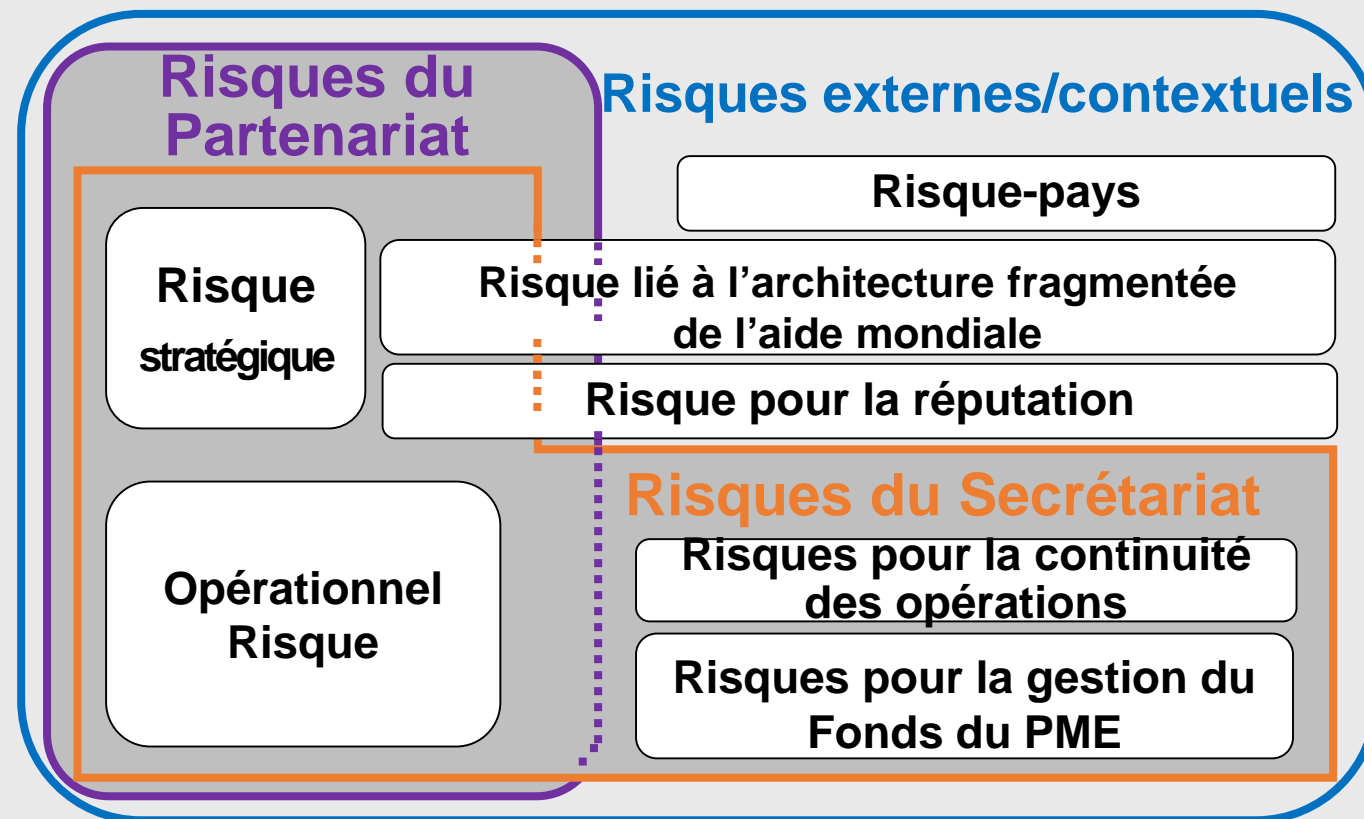 Risques du
Partenariat
Risques externes/contextuels
Risque-pays
Risque
stratégique
Risque lié à l’architecture fragmentée
de l’aide mondiale
Risque pour la réputation
Risques du Secrétariat
Risques pour la continuité
des opérations
Opérationnel
Risque
Risques pour la gestion du
Fonds du PME